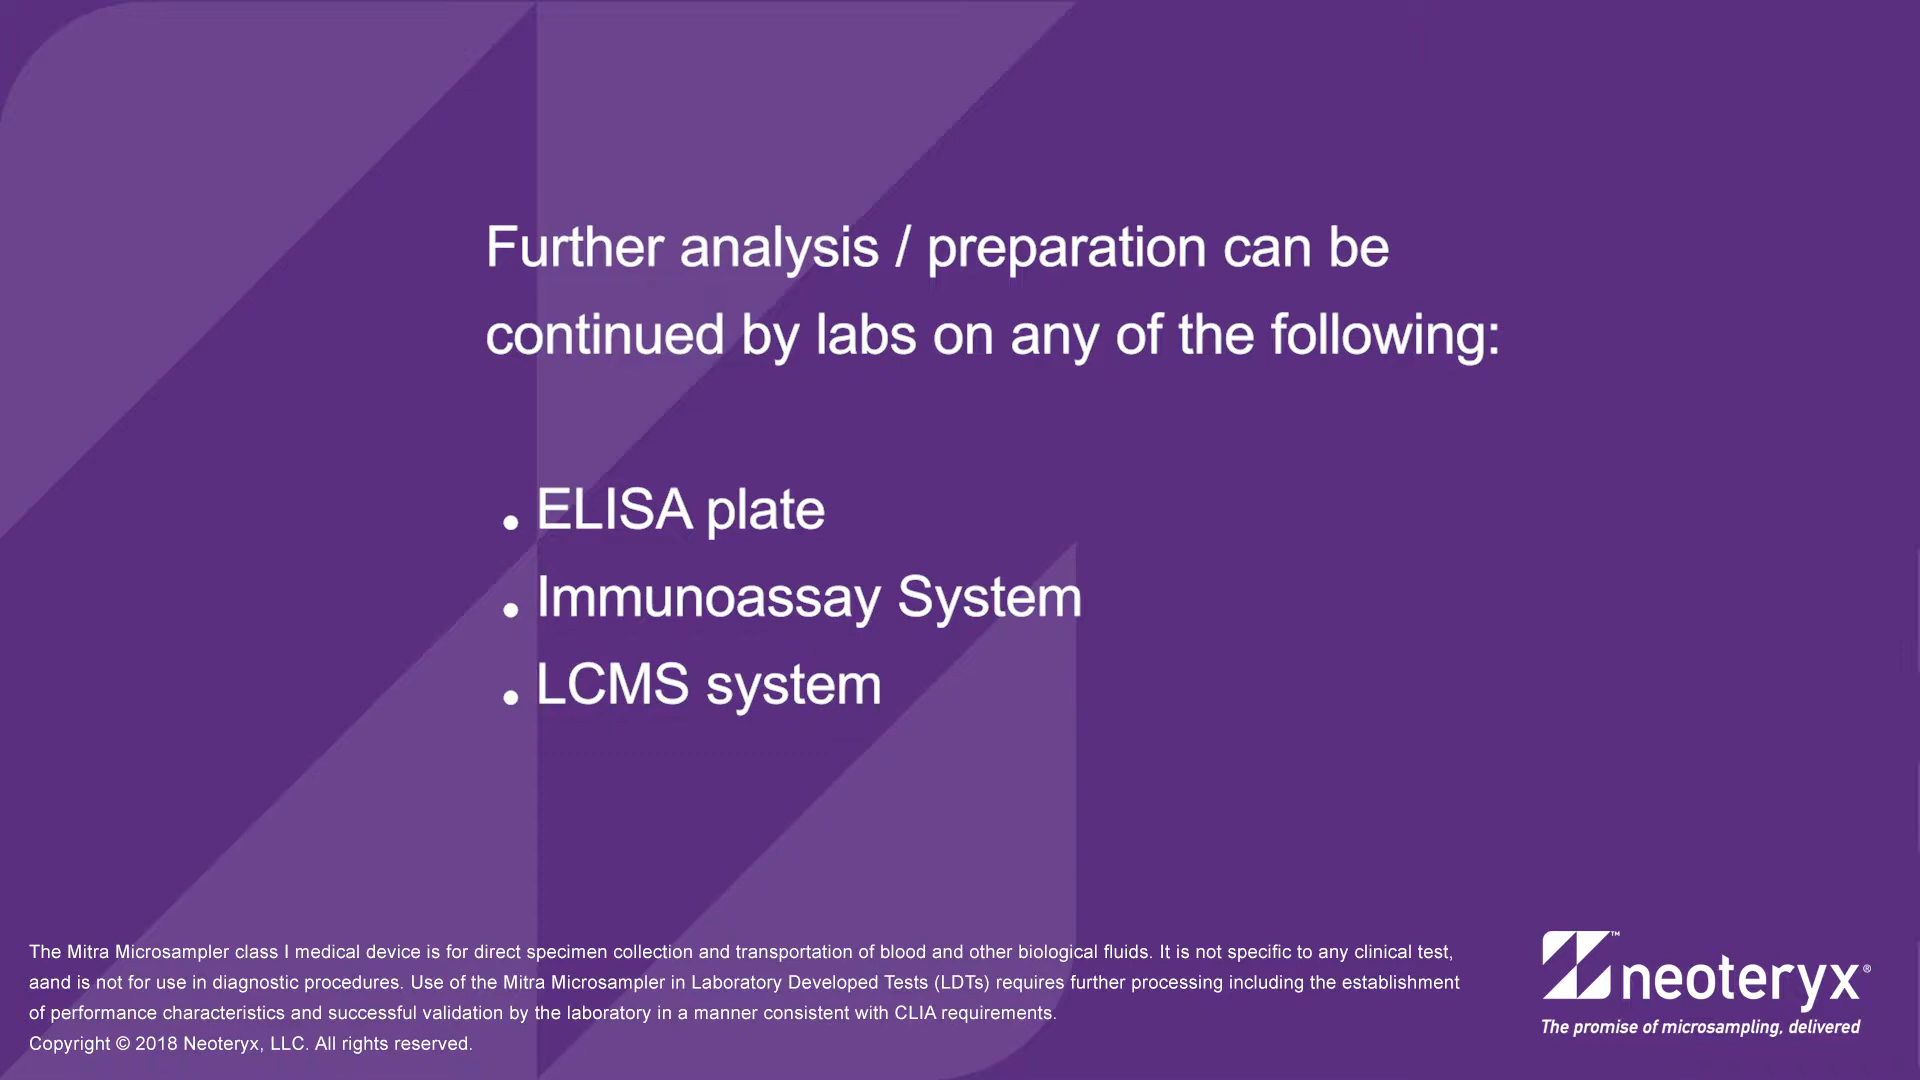 Further analysis / preparation can be
continued by labs on any of the following:
• ELISA plate
• Immunoassay System
• LCMS system
The Mitra Microsampler class I medical device is for direct specimen collection and transportation of blood and other biological fluids. It is not specific to any clinical test,
aand is not for use in diagnostic procedures. Use of the Mitra Microsampler in Laboratory Developed Tests (LDTs) requires further processing including the establishment
of performance characteristics and successful validation by the laboratory in a manner consistent with CLIA requirements.
Copyright © 2018 Neoteryx, LLC. All rights reserved.
™
neoteryx®
The promise of microsampling, delivered